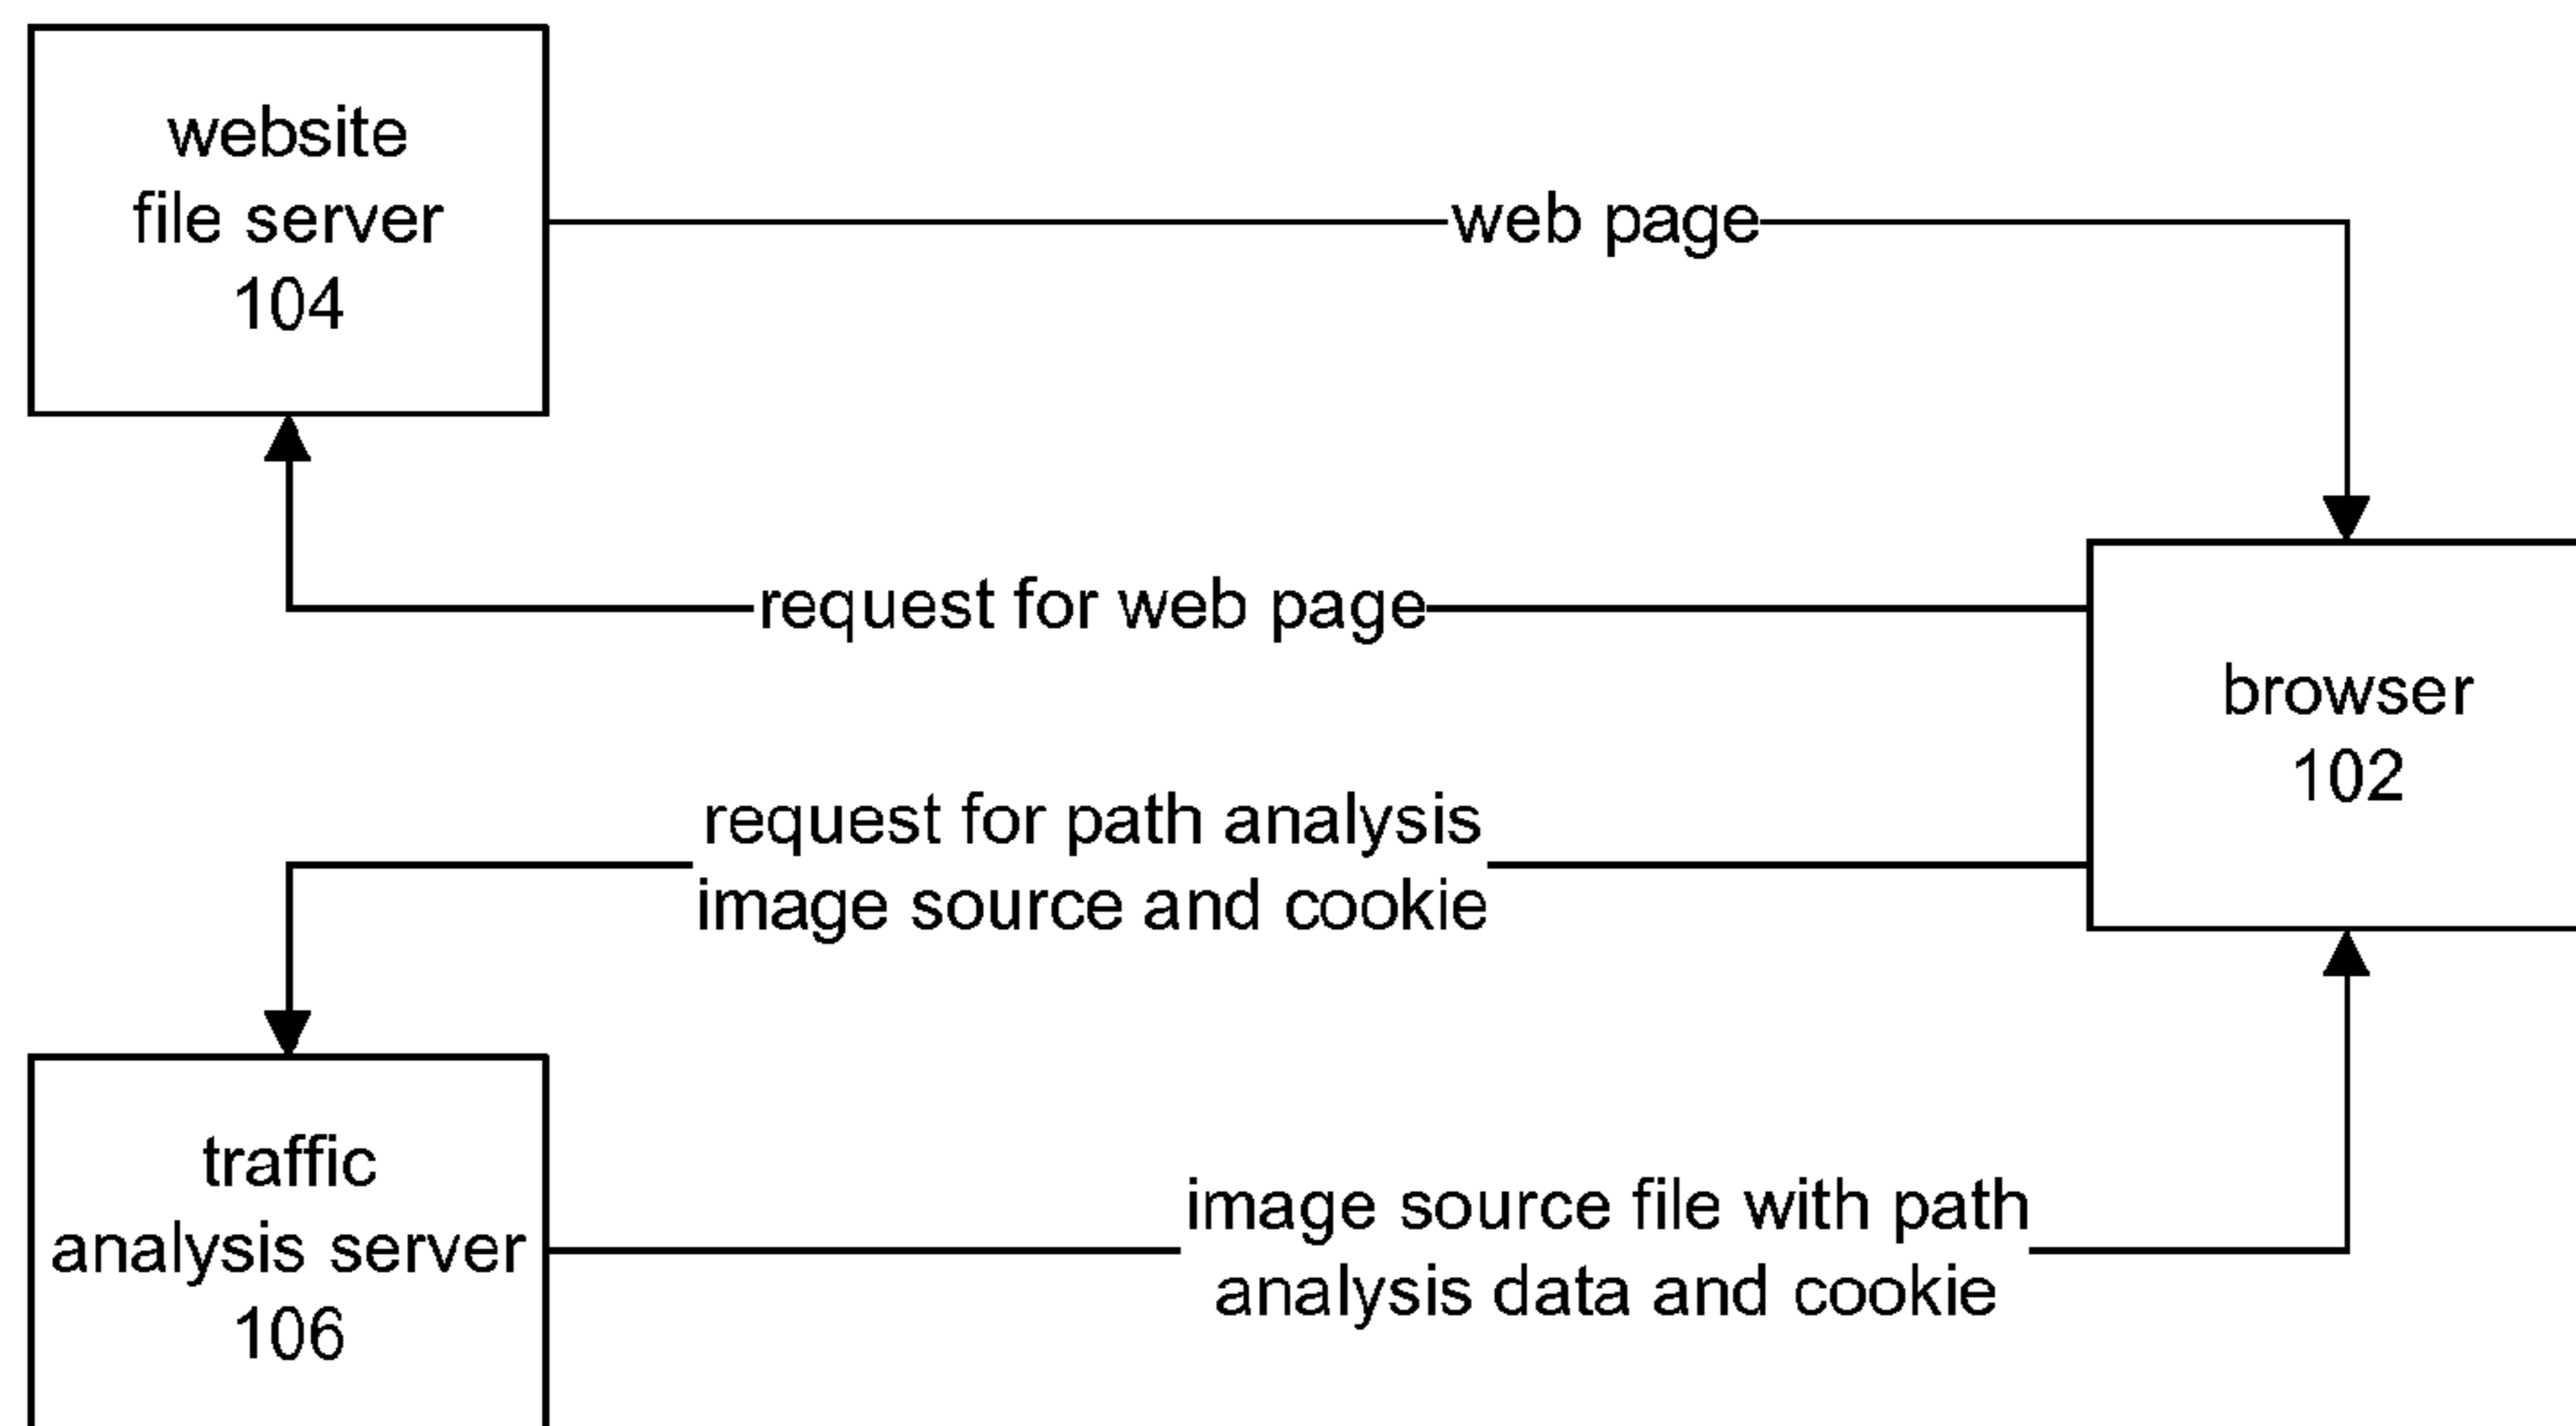 website
file server
104
web page
request for web page
browser
102
request for path analysis
image source and cookie
traffic
analysis server
106
image source file with path
analysis data and cookie